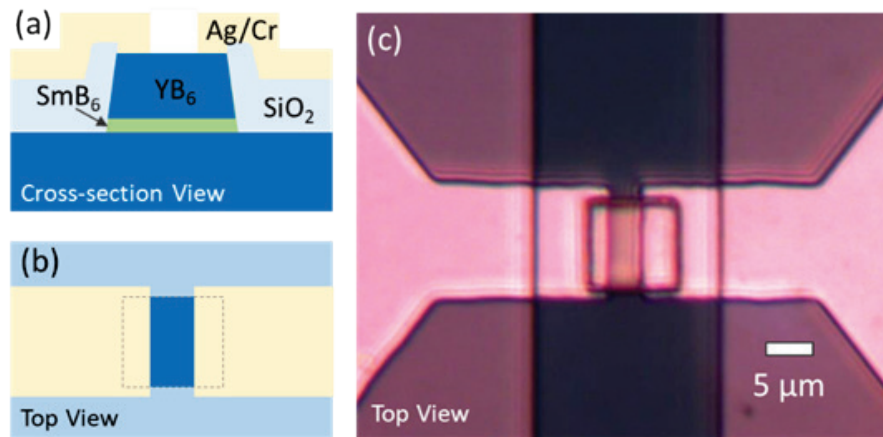 (a)
Ag/Cr
SmB₆
YB₆
SiO₂
Cross-section View
(b)
Top View
(c)
5 μm
Top View